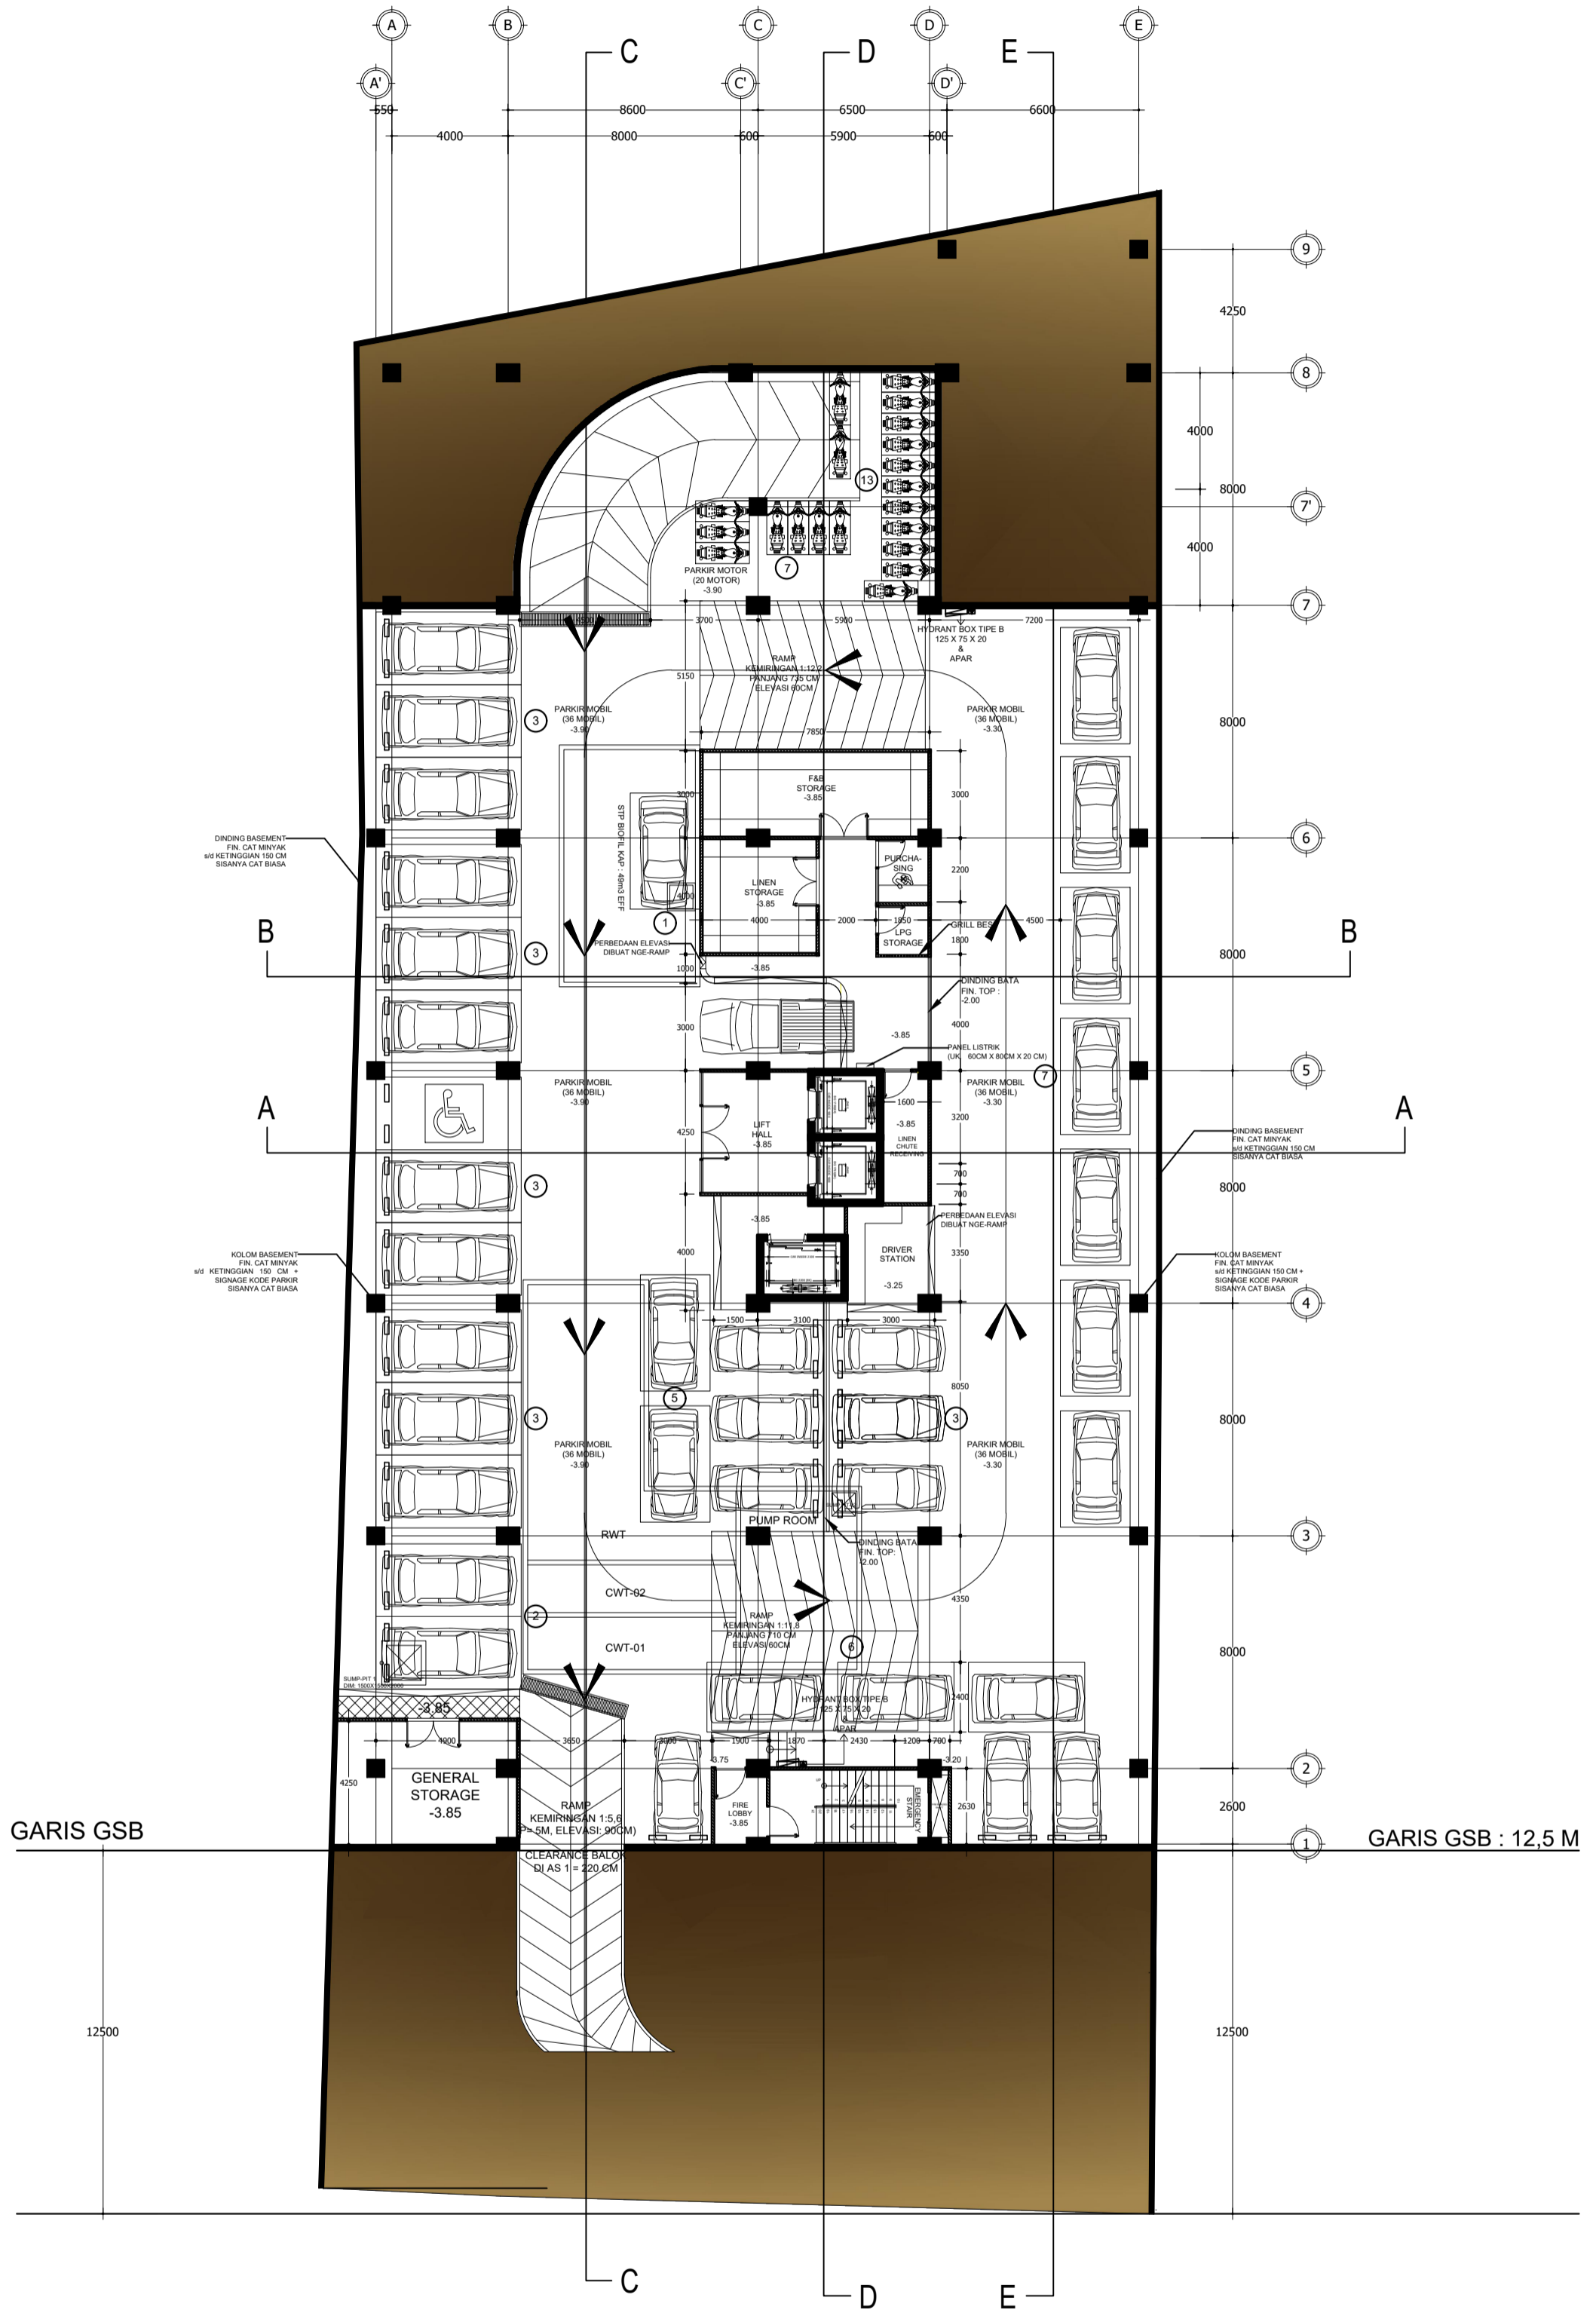 A
B
C
D
E
C
D
E
A'
C'
D'
550
8600
6500
6600
4000
8000
600
5900
600
9
4250
8
4000
13
8000
7'
4000
PARKIR MOTOR
(20 MOTOR)
-3.90
7
7
4500
3700
5900
7200
HYDRANT BOX TIPE B
125 X 75 X 20
&
APAR
RAMP
KEMIRINGAN 1:12,2
PANJANG 735 CM
ELEVASI 60CM
5150
PARKIR MOBIL
(36 MOBIL)
-3.90
3
PARKIR MOBIL
(36 MOBIL)
-3.30
8000
7850
F&B
STORAGE
-3.85
3000
3000
STP BIOFIL KAP : 49m3 EFF
DINDING BASEMENT
FIN. CAT MINYAK
s/d KETINGGIAN 150 CM
SISANYA CAT BIASA
6
PURCHA-
SING
2200
LINEN
STORAGE
-3.85
4000
1
4000
2000
1850
4500
LPG
STORAGE
GRILL BESI
1800
B
B
PERBEDAAN ELEVASI
DIBUAT NGE-RAMP
3
8000
1000
-3.85
DINDING BATA
FIN. TOP :
-2.00
3000
4000
-3.85
PANEL LISTRIK
(UK. 60CM X 80CM X 20 CM)
5
PARKIR MOBIL
(36 MOBIL)
-3.90
7
PARKIR MOBIL
(36 MOBIL)
-3.30
A
A
1600
3200
4250
LIFT
HALL
-3.85
-3.85
LINEN
CHUTE
RECEIVING
DINDING BASEMENT
FIN. CAT MINYAK
s/d KETINGGIAN 150 CM
SISANYA CAT BIASA
3
700
700
8000
-3.85
PERBEDAAN ELEVASI
DIBUAT NGE-RAMP
4000
DRIVER
STATION
-3.25
3350
KOLOM BASEMENT
FIN. CAT MINYAK
s/d KETINGGIAN 150 CM +
SIGNAGE KODE PARKIR
SISANYA CAT BIASA
KOLOM BASEMENT
FIN. CAT MINYAK
s/d KETINGGIAN 150 CM +
SIGNAGE KODE PARKIR
SISANYA CAT BIASA
4
1500
3100
3000
8050
5
3
3
8000
PARKIR MOBIL
(36 MOBIL)
-3.90
PARKIR MOBIL
(36 MOBIL)
-3.30
PUMP ROOM
RWT
3
DINDING BATA
FIN. TOP:
-2.00
CWT-02
4350
2
RAMP
KEMIRINGAN 1:11,8
PANJANG 710 CM
ELEVASI 60CM
CWT-01
6
8000
SUMP-PIT 1
-3.85
2400
HYDRANT BOX TIPE B
125 X 75 X 20
&
APAR
4900
3650
3000
1900
1870
2430
1200
700
-3.75
-3.20
2
4250
GENERAL
STORAGE
-3.85
RAMP
KEMIRINGAN 1:5,6
(P= 5M, ELEVASI: 90CM)
FIRE
LOBBY
-3.85
EMERGENCY
STAIR
2630
2600
GARIS GSB
1
GARIS GSB : 12,5 M
CLEARANCE BALOK
DI AS 1 = 220 CM
12500
12500
C
D
E